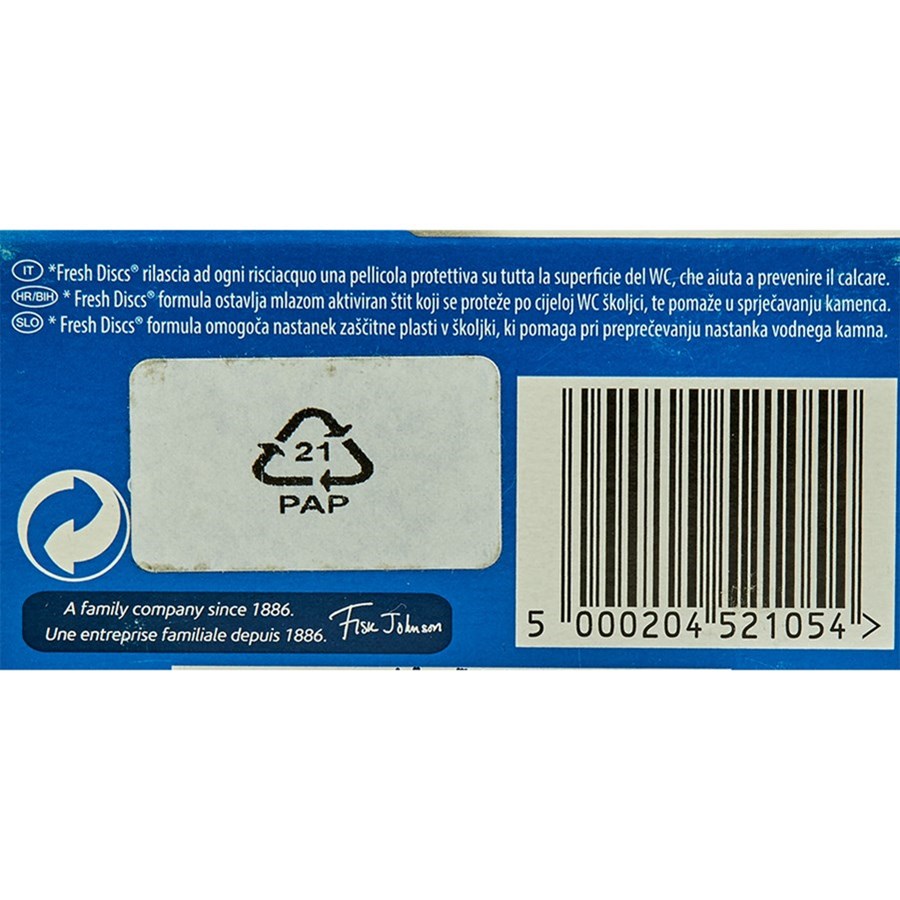 IT *Fresh Discs® rilascia ad ogni risciacquo una pellicola protettiva su tutta la superficie del WC, che aiuta a prevenire il calcare.
HR/BIH * Fresh Discs® formula ostavlja mlazom aktiviran štit koji se proteže po cijeloj WC školjci, te pomaže u sprječavanju kamenca.
SLO * Fresh Discs® formula omogoča nastanek zaščitne plasti v školjki, ki pomaga pri preprečevanju nastanka vodnega kamna.
21
PAP
A family company since 1886.
Une entreprise familiale depuis 1886.
Fisk Johnson
5 000204 521054 >